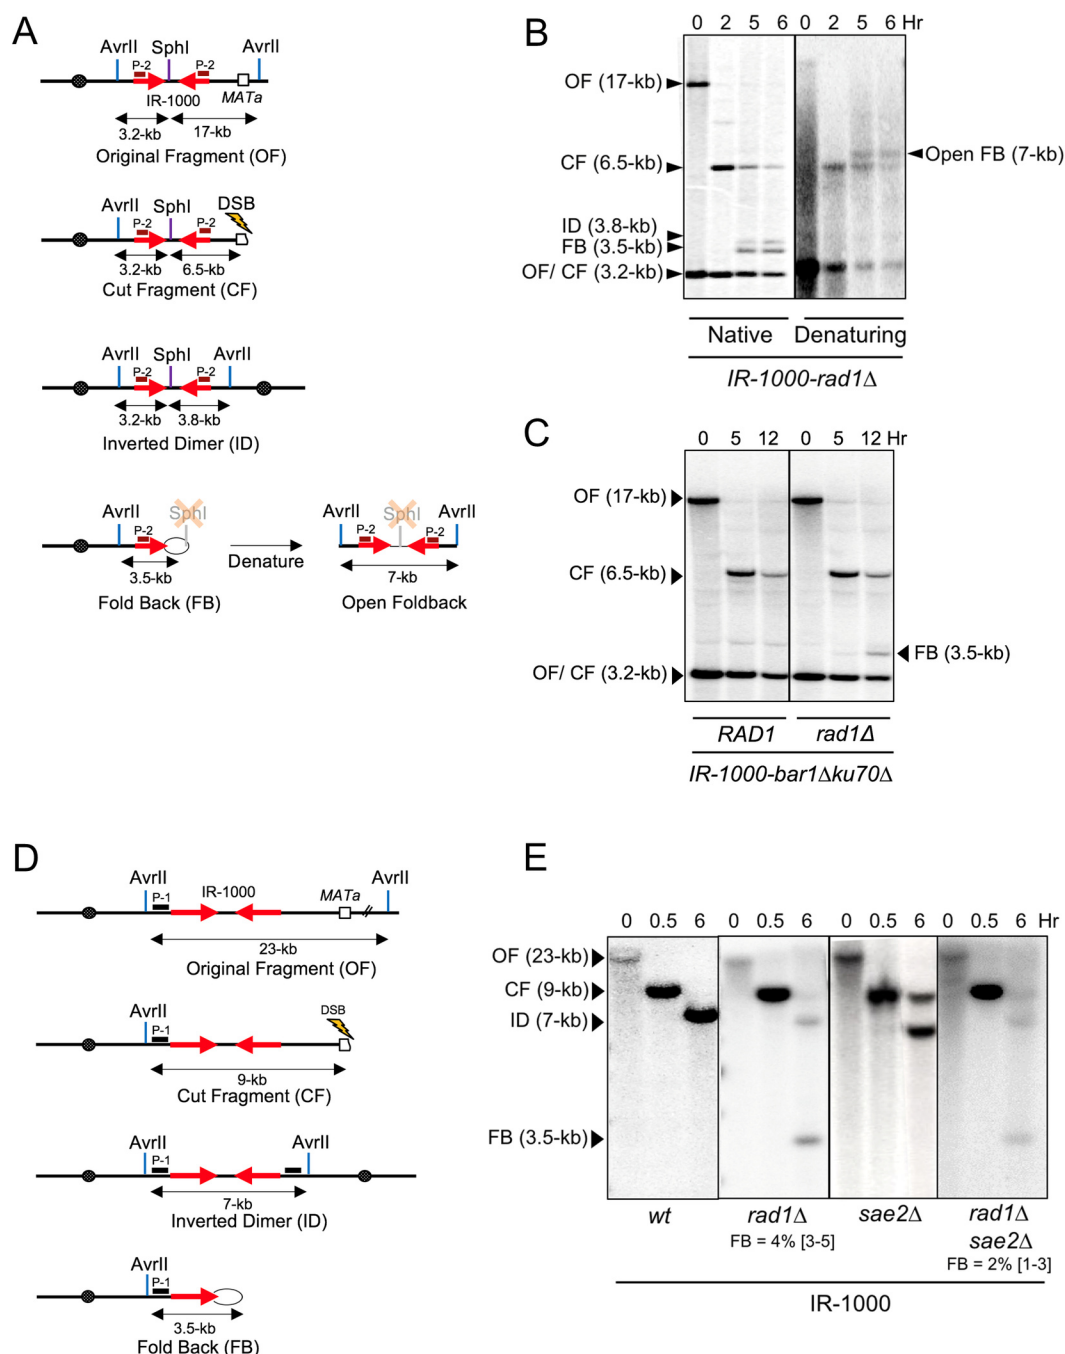 A
AvrII SphI AvrII
P-2 P-2
IR-1000 MATa
3.2-kb 17-kb
Original Fragment (OF)
AvrII SphI DSB
P-2 P-2
3.2-kb 6.5-kb
Cut Fragment (CF)
AvrII SphI AvrII
P-2 P-2
3.2-kb 3.8-kb
Inverted Dimer (ID)
AvrII SphI
P-2
3.5-kb
Fold Back (FB)
Denature
AvrII SphI AvrII
P-2 P-2
7-kb
Open Foldback
B
0 2 5 6 0 2 5 6 Hr
OF (17-kb)
CF (6.5-kb)
Open FB (7-kb)
ID (3.8-kb)
FB (3.5-kb)
OF/ CF (3.2-kb)
Native Denaturing
IR-1000-rad1Δ
C
0 5 12 0 5 12 Hr
OF (17-kb)
CF (6.5-kb)
FB (3.5-kb)
OF/ CF (3.2-kb)
RAD1 rad1Δ
IR-1000-bar1Δku70Δ
D
AvrII IR-1000 MATa AvrII
P-1
23-kb
Original Fragment (OF)
AvrII DSB
P-1
9-kb
Cut Fragment (CF)
AvrII AvrII
P-1
7-kb
Inverted Dimer (ID)
AvrII
P-1
3.5-kb
Fold Back (FB)
E
0 0.5 6 0 0.5 6 0 0.5 6 0 0.5 6 Hr
OF (23-kb)
CF (9-kb)
ID (7-kb)
FB (3.5-kb)
wt rad1Δ sae2Δ rad1Δ
sae2Δ
FB = 4% [3-5]
FB = 2% [1-3]
IR-1000